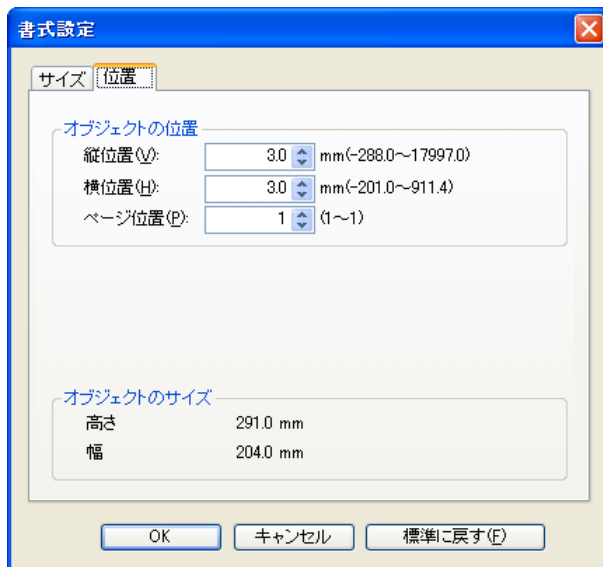 書式設定
サイズ 位置
オブジェクトの位置
縦位置(V): 3.0 mm(-288.0～17997.0)
横位置(H): 3.0 mm(-201.0～911.4)
ページ位置(P): 1 (1～1)
オブジェクトのサイズ
高さ 291.0 mm
幅 204.0 mm
OK キャンセル 標準に戻す(F)